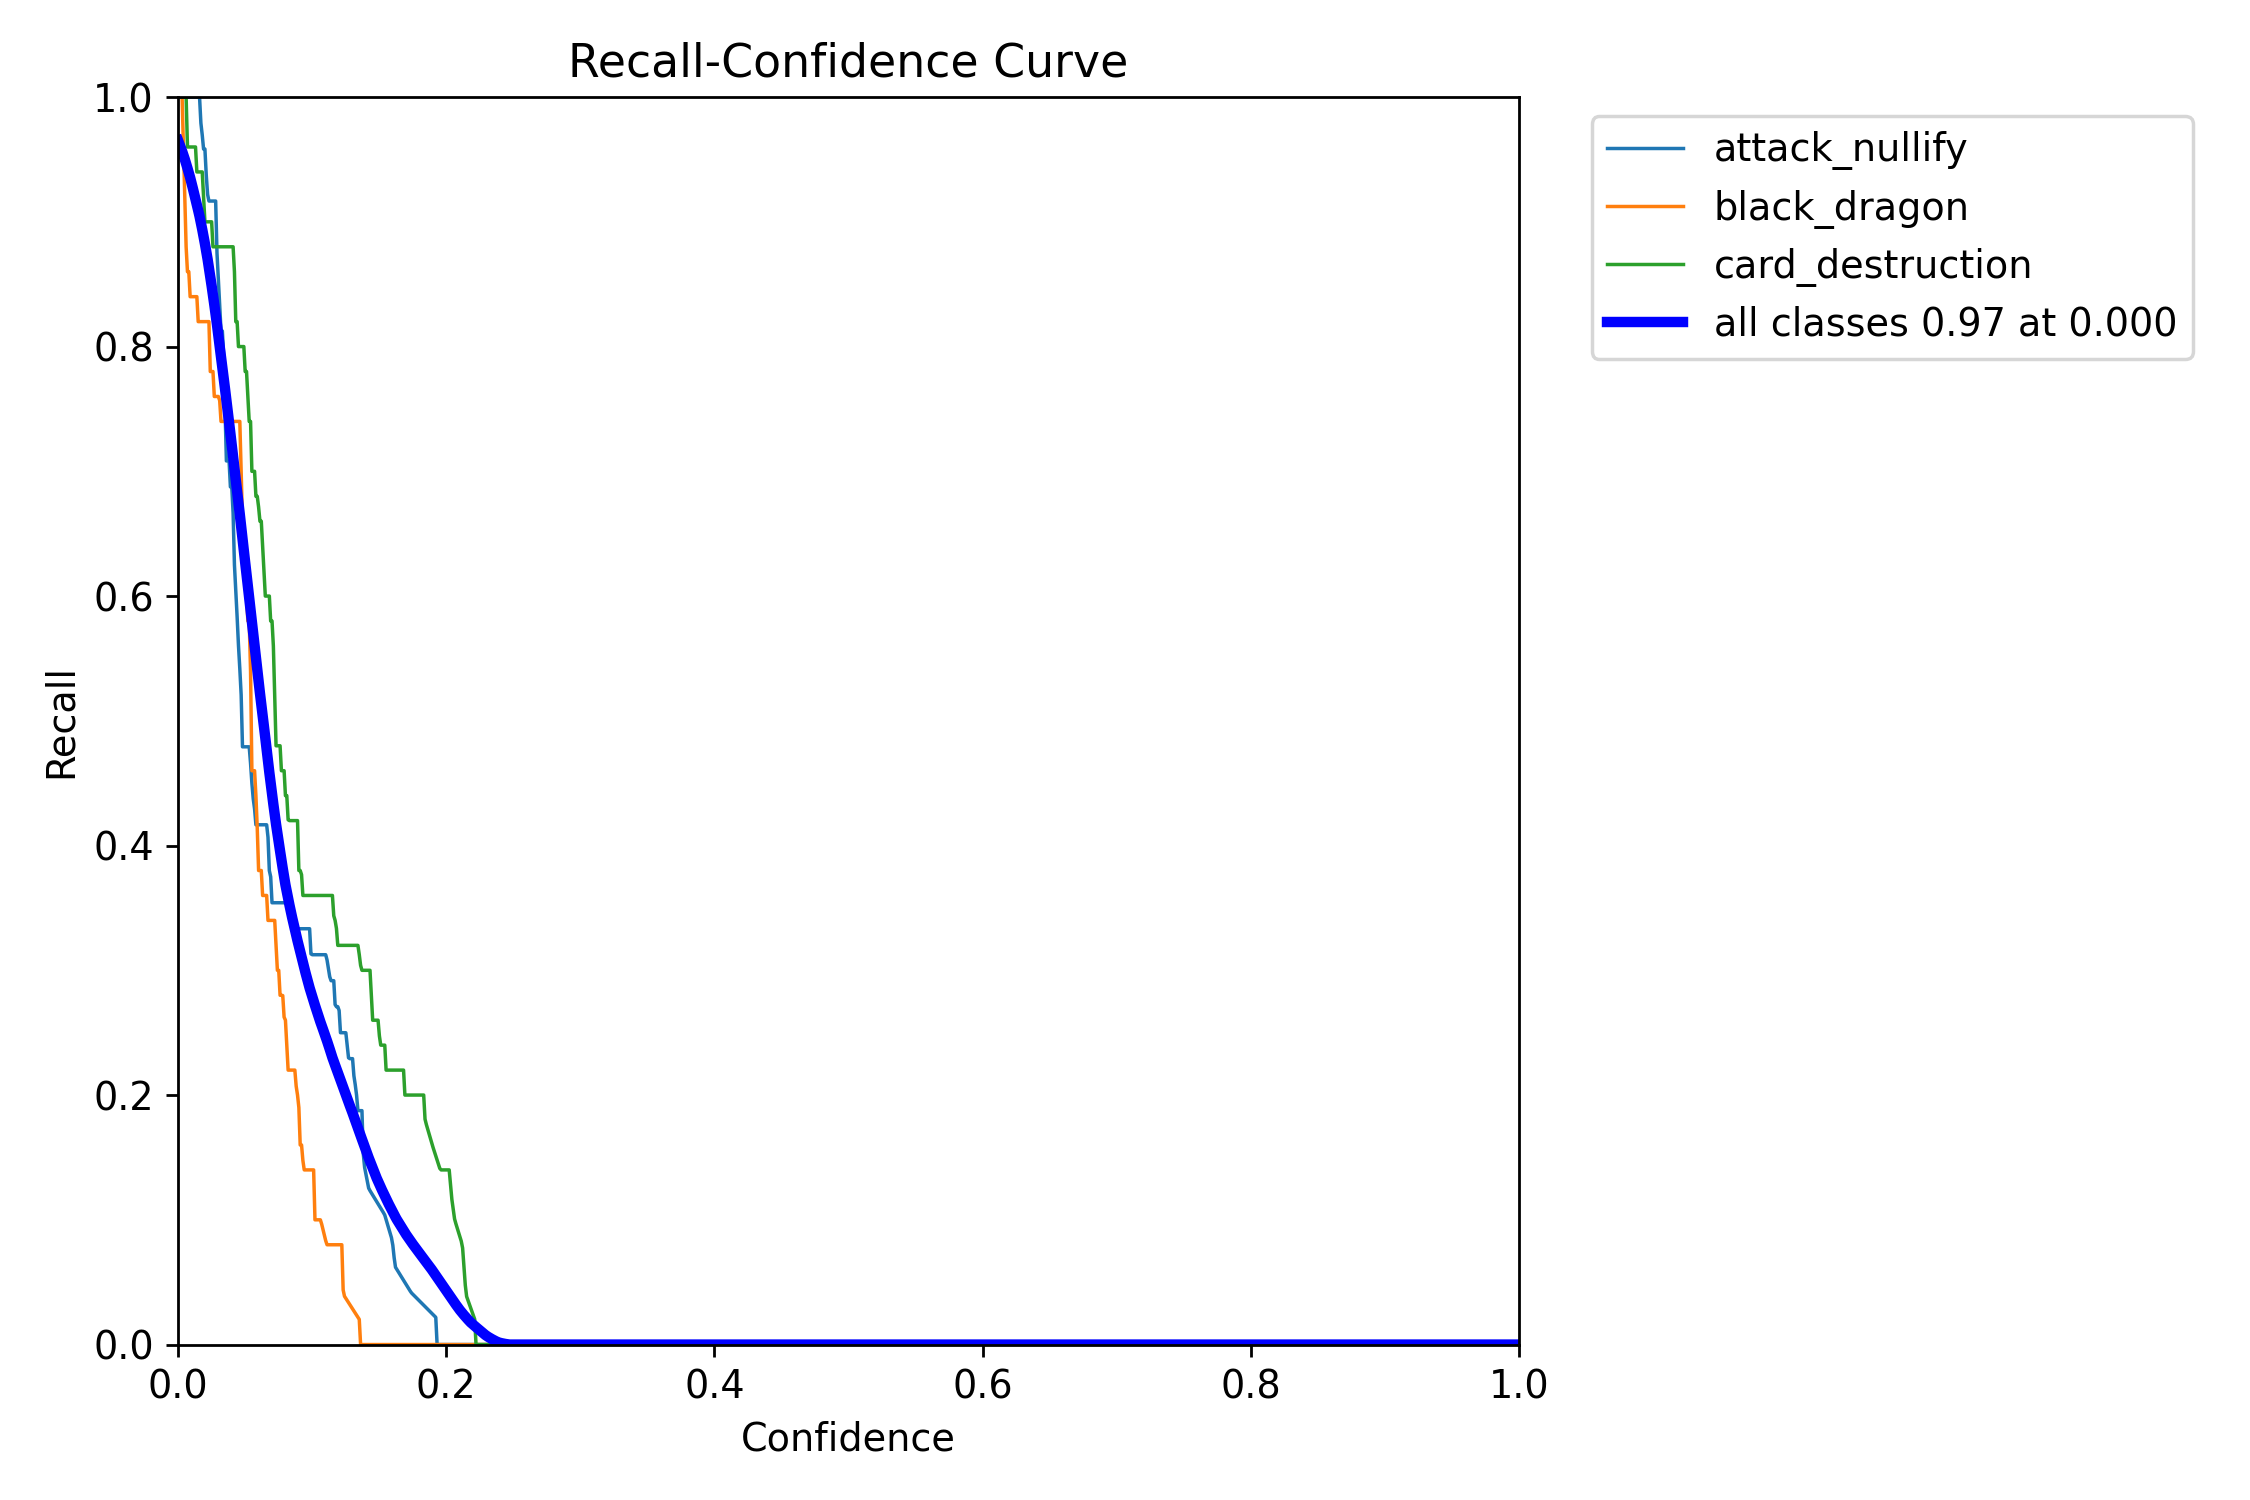 Recall-Confidence Curve
1.0
0.8
0.6
0.4
0.2
0.0
Recall
0.0 0.2 0.4 0.6 0.8 1.0
Confidence
attack_nullify
black_dragon
card_destruction
all classes 0.97 at 0.000